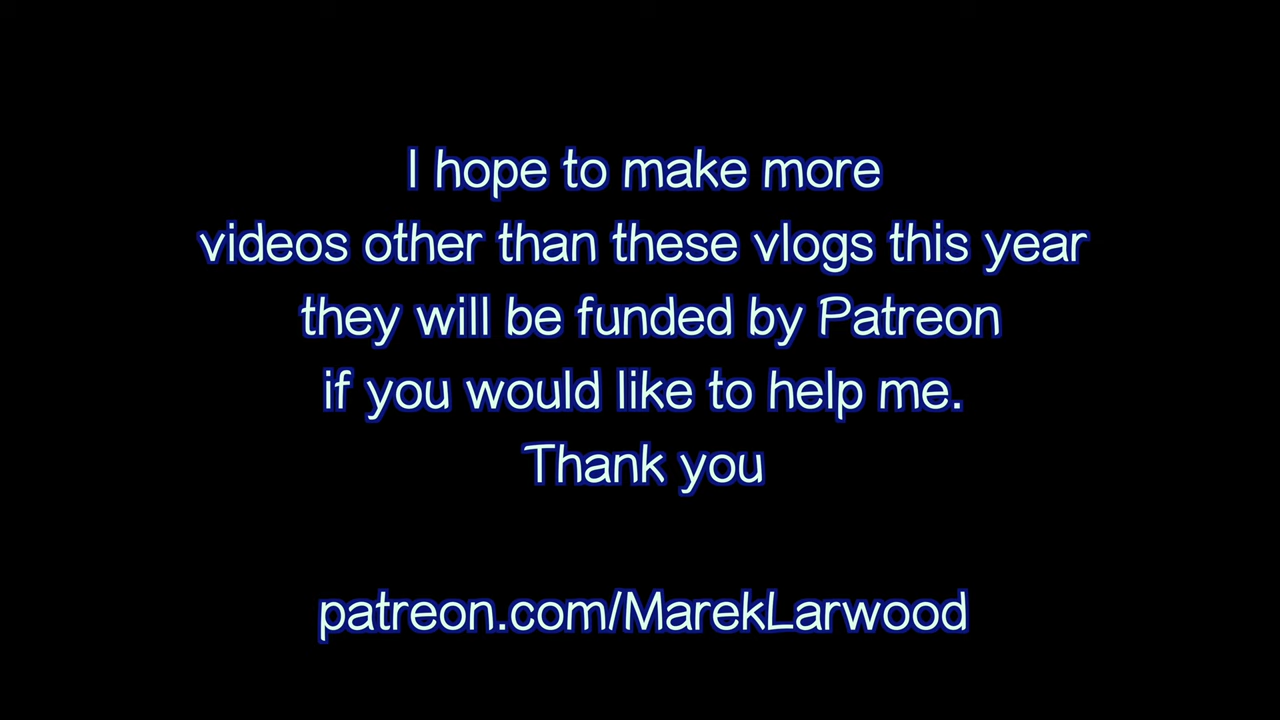 I hope to make more
videos other than these vlogs this year
they will be funded by Patreon
if you would like to help me.
Thank you
patreon.com/MarekLarwood